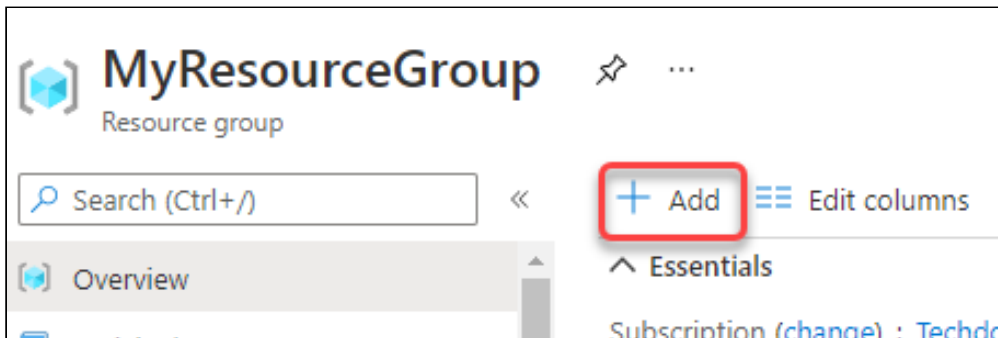 MyResourceGroup ...
Resource group
Search (Ctrl+/) «
+ Add Edit columns
Overview
Essentials
Subscription (change) :